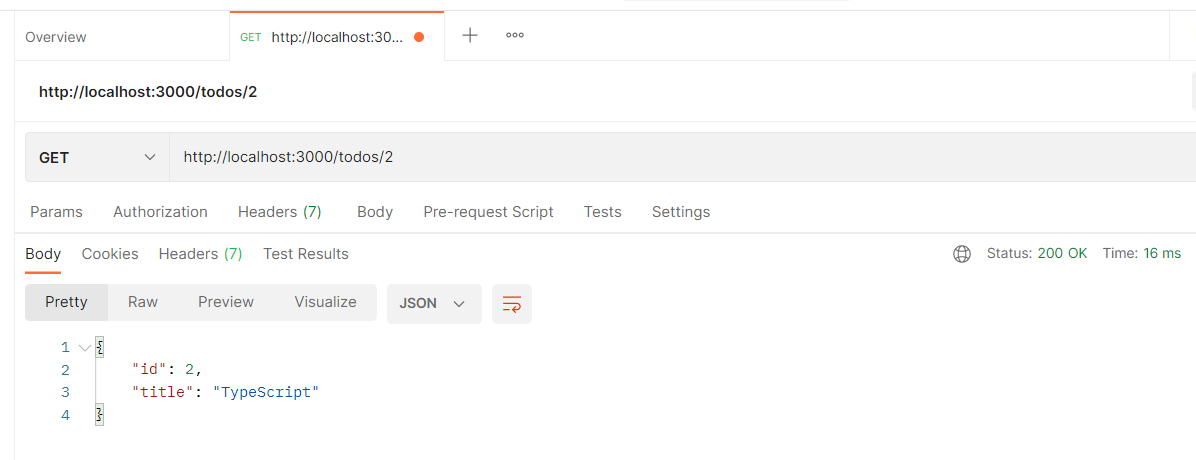 Overview GET http://localhost:30...
http://localhost:3000/todos/2
GET http://localhost:3000/todos/2
Params Authorization Headers (7) Body Pre-request Script Tests Settings
Body Cookies Headers (7) Test Results Status: 200 OK Time: 16 ms
Pretty Raw Preview Visualize JSON
1 {
2 "id": 2,
3 "title": "TypeScript"
4 }